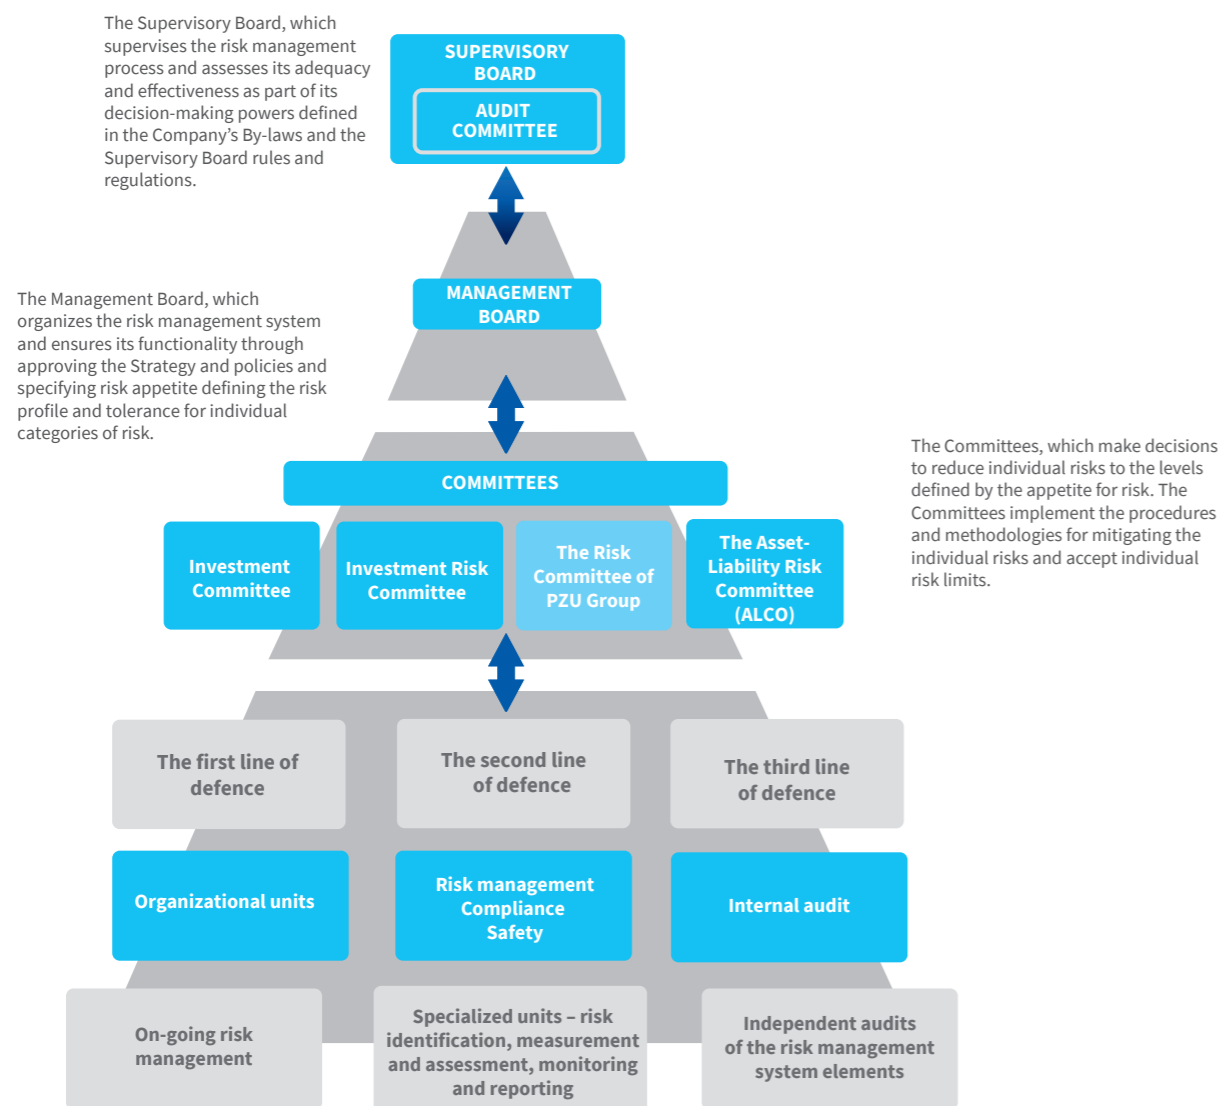 The Supervisory Board, which
supervises the risk management
process and assesses its adequacy
and effectiveness as part of its
decision-making powers defined
in the Company's By-laws and the
Supervisory Board rules and
regulations.
SUPERVISORY
BOARD
AUDIT
COMMITTEE
The Management Board, which
organizes the risk management system
and ensures its functionality through
approving the Strategy and policies and
specifying risk appetite defining the risk
profile and tolerance for individual
categories of risk.
MANAGEMENT
BOARD
The Committees, which make decisions
to reduce individual risks to the levels
defined by the appetite for risk. The
Committees implement the procedures
and methodologies for mitigating the
individual risks and accept individual
risk limits.
COMMITTEES
Investment
Committee
Investment Risk
Committee
The Risk
Committee of
PZU Group
The Asset-
Liability Risk
Committee
(ALCO)
The first line of
defence
The second line
of defence
The third line
of defence
Organizational units
Risk management
Compliance
Safety
Internal audit
On-going risk
management
Specialized units – risk
identification, measurement
and assessment, monitoring
and reporting
Independent audits
of the risk management
system elements